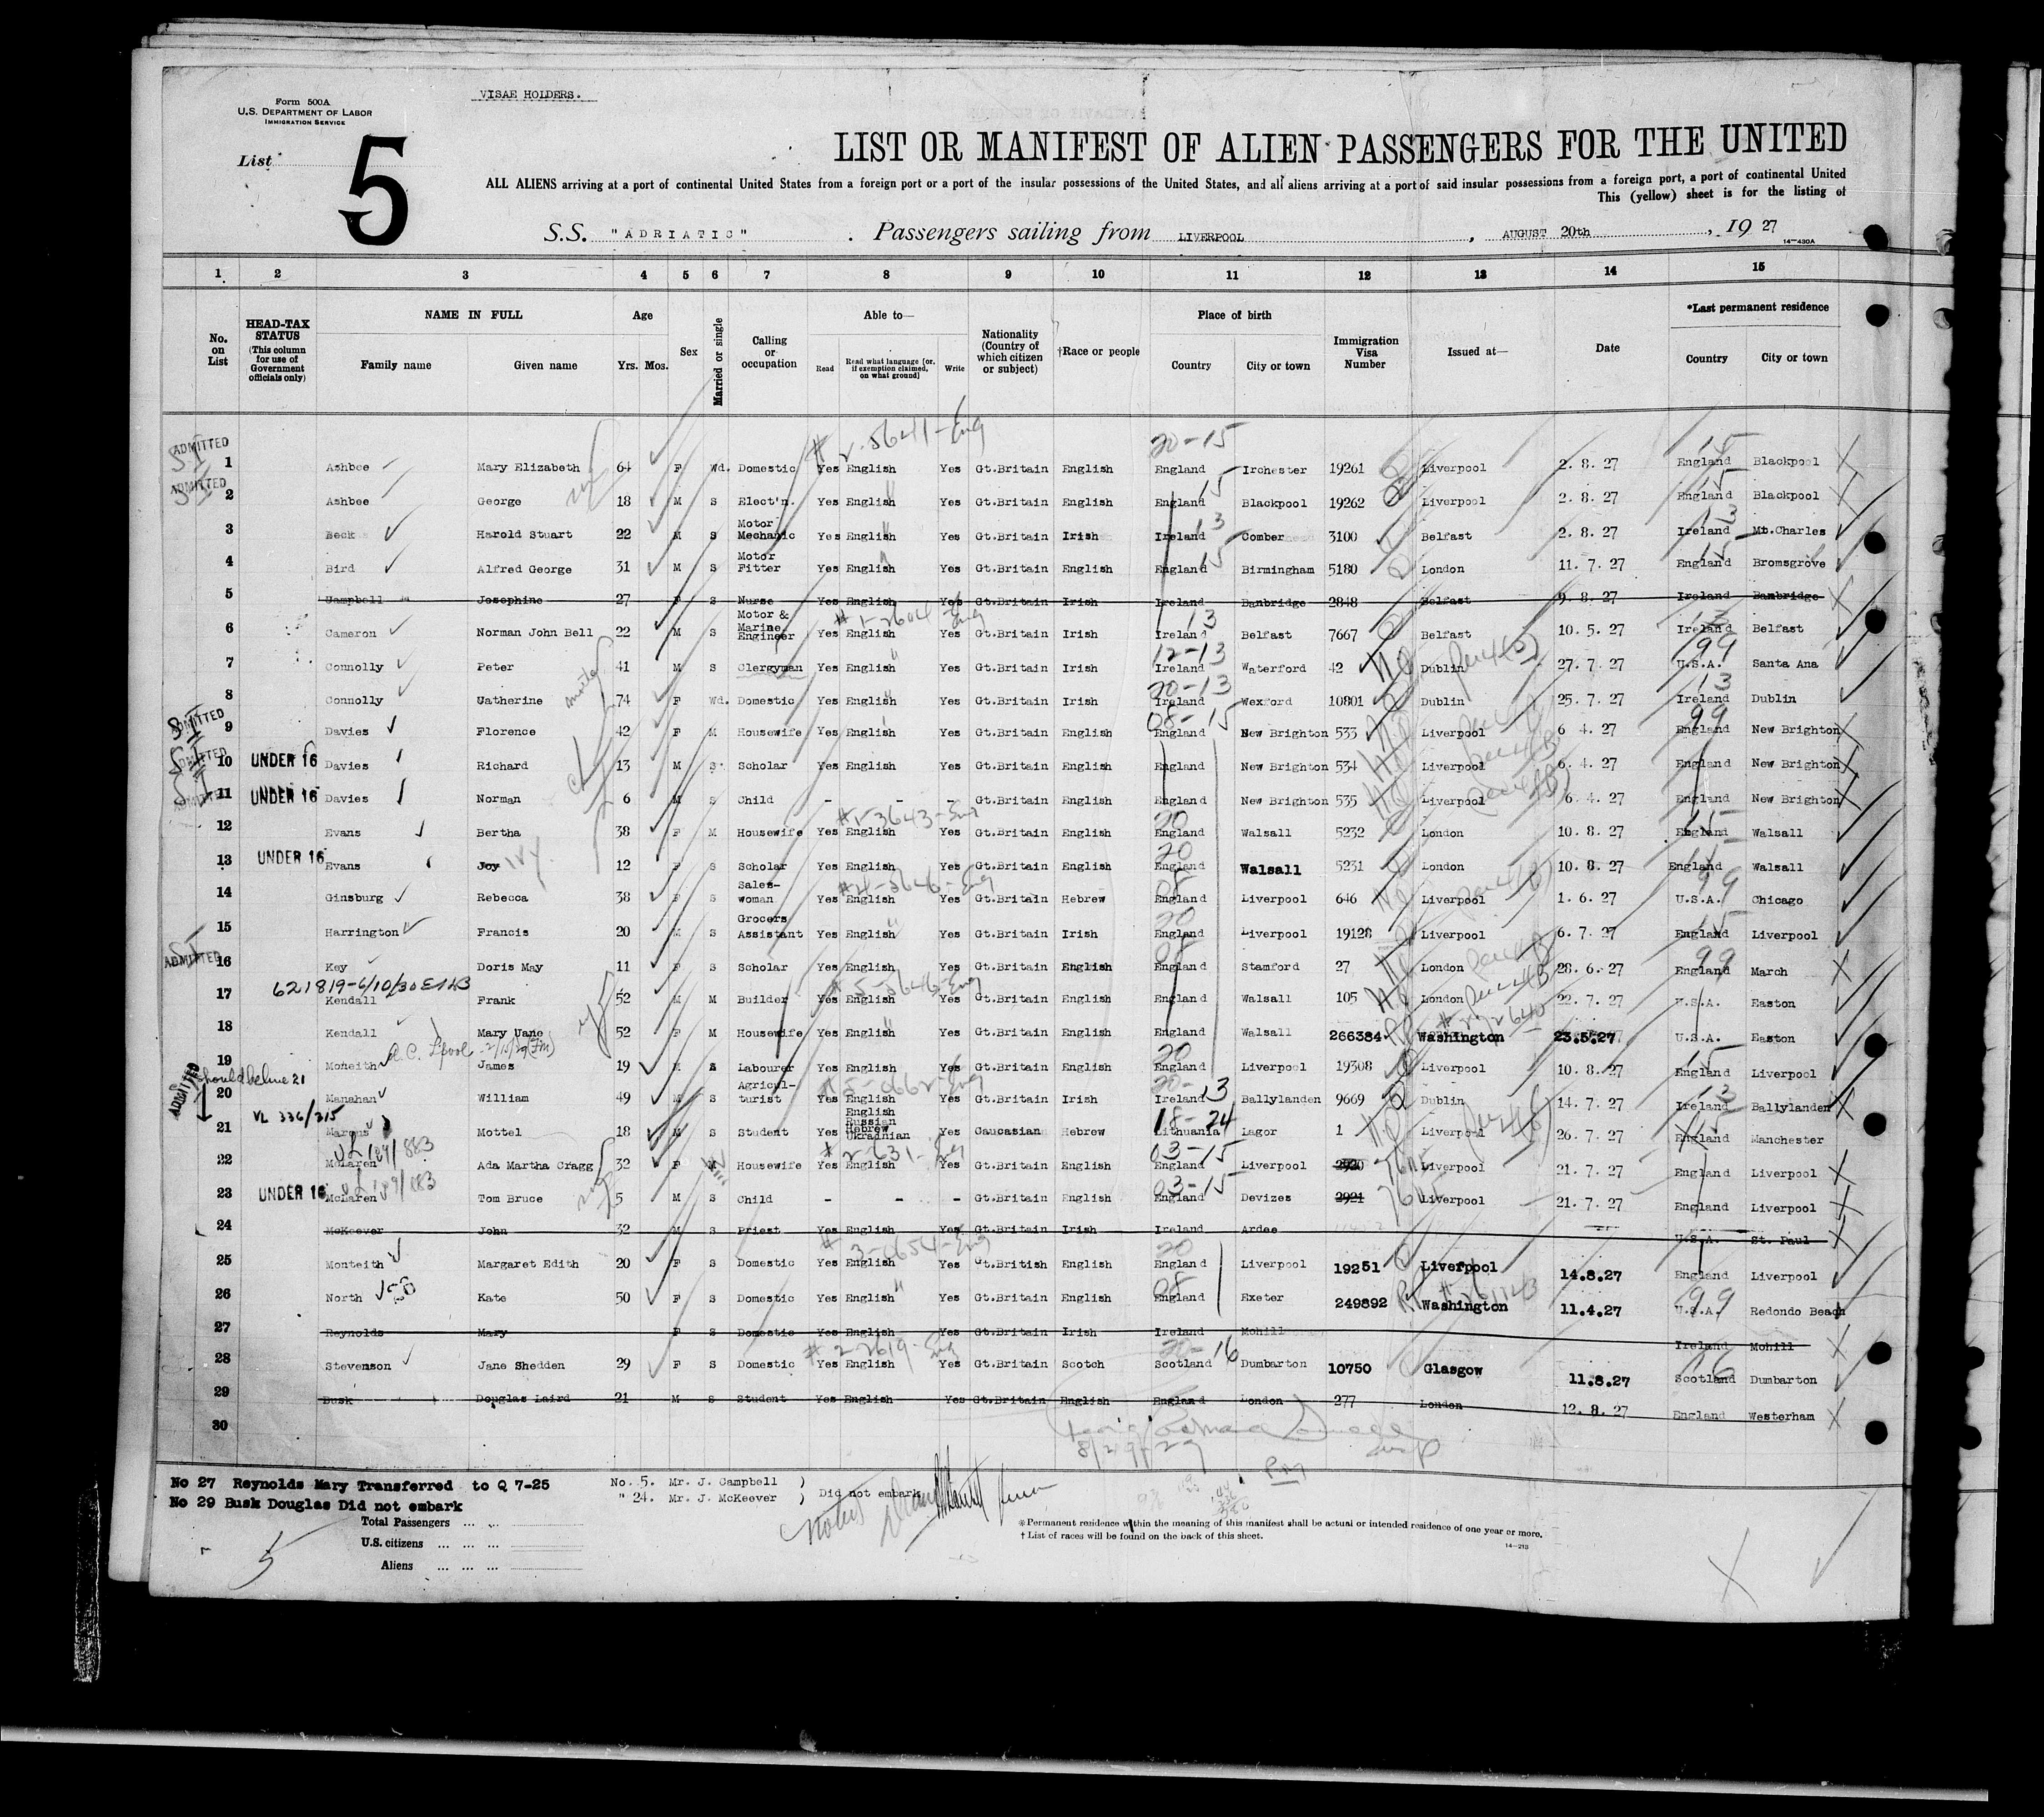 VISAE HOLDERS.
Form 500A
U.S. DEPARTMENT OF LABOR
IMMIGRATION SERVICE
List 5
LIST OR MANIFEST OF ALIEN PASSENGERS FOR THE UNITED
ALL ALIENS arriving at a port of continental United States from a foreign port or a port of the insular possessions of the United States, and all aliens arriving at a port of said insular possessions from a foreign port, a port of continental United
This (yellow) sheet is for the listing of
S.S. "ADRIATIC" . Passengers sailing from LIVERPOOL , AUGUST 20th , 19 27
14-430A
1 2 3 4 5 6 7 8 9 10 11 12 13 14 15
No. on List
HEAD-TAX STATUS (This column for use of Government officials only)
NAME IN FULL
Family name Given name
Age
Yrs. Mos.
Sex
Married or single
Calling or occupation
Able to—
Read
Read what language [or, if exemption claimed, on what ground]
Write
Nationality (Country of which citizen or subject)
†Race or people
Place of birth
Country City or town
Immigration Visa Number
Issued at—
Date
*Last permanent residence
Country City or town
ADMITTED SI 1 Ashbee Mary Elizabeth 64 F Wd. Domestic Yes English Yes Gt.Britain English England Irchester 19261 Liverpool 2. 8. 27 England Blackpool
ADMITTED SI 2 Ashbee George 18 M S Elect'n. Yes English Yes Gt.Britain English England Blackpool 19262 Liverpool 2. 8. 27 England Blackpool
3 Beck Harold Stuart 22 M S Motor Mechanic Yes English Yes Gt.Britain Irish Ireland Comber 3100 Belfast 2. 8. 27 Ireland Mt.Charles
4 Bird Alfred George 31 M S Motor Fitter Yes English Yes Gt.Britain English England Birmingham 5180 London 11. 7. 27 England Bromsgrove
5 Campbell Josephine 27 F S Nurse Yes English Yes Gt.Britain Irish Ireland Banbridge 2848 Belfast 9. 8. 27 Ireland Banbridge
6 Cameron Norman John Bell 22 M S Motor & Marine Engineer Yes English Yes Gt.Britain Irish Ireland Belfast 7667 Belfast 10. 5. 27 Ireland Belfast
7 Connolly Peter 41 M S Clergyman Yes English Yes Gt.Britain Irish Ireland Waterford 42 Dublin 27. 7. 27 U.S.A. Santa Ana
8 Connolly Catherine 74 F Wd. Domestic Yes English Yes Gt.Britain Irish Ireland Wexford 10801 Dublin 25. 7. 27 Ireland Dublin
ADMITTED SI 9 Davies Florence 42 F M Housewife Yes English Yes Gt.Britain English England New Brighton 533 Liverpool 6 4. 27 England New Brighton
ADMITTED SI 10 UNDER 16 Davies Richard 13 M S Scholar Yes English Yes Gt.Britain English England New Brighton 534 Liverpool 6. 4. 27 England New Brighton
ADMITTED SI 11 UNDER 16 Davies Norman 6 M S Child - - - Gt.Britain English England New Brighton 535 Liverpool 6. 4. 27 England New Brighton
12 Evans Bertha 38 F M Housewife Yes English Yes Gt.Britain English England Walsall 5232 London 10. 8. 27 England Walsall
13 UNDER 16 Evans Joy Ivy 12 F S Scholar Yes English Yes Gt.Britain English England Walsall 5231 London 10. 8. 27 England Walsall
14 Ginsburg Rebecca 38 F S Sales-woman Yes English Yes Gt.Britain Hebrew England Liverpool 646 Liverpool 1. 6. 27 U.S.A. Chicago
15 Harrington Francis 20 M S Grocers Assistant Yes English Yes Gt.Britain Irish England Liverpool 19128 Liverpool 6. 7. 27 England Liverpool
ADMITTED SI 16 Key Doris May 11 F S Scholar Yes English Yes Gt.Britain English England Stamford 27 London 28. 6. 27 England March
621819-6/10/30
17 Kendall Frank 52 M M Builder Yes English Yes Gt.Britain English England Walsall 105 London 22. 7. 27 U.S.A. Easton
18 Kendall Mary Jane 52 F M Housewife Yes English Yes Gt.Britain English England Walsall 266384 Washington 23.5.27 U.S.A. Easton
19 Moneith James 19 M S Labourer Yes English Yes Gt.Britain English England Liverpool 19308 Liverpool 10. 8. 27 England Liverpool
ADMITTED Should be line 21
20 Manahan William 49 M S Agricul-turist Yes English Yes Gt.Britain Irish Ireland Ballylanden 9669 Dublin 14. 7. 27 Ireland Ballylanden
VL 336/315
21 Marcus Mottel 18 M S Student Yes English Russian Hebrew Ukrainian Yes Caucasian Hebrew Lithuania Lagor 1 Liverpool 26. 7. 27 England Manchester
22 McLaren Ada Martha Cragg 32 F M Housewife Yes English Yes Gt.Britain English England Liverpool 2920 Liverpool 21. 7. 27 England Liverpool
23 UNDER 16 McLaren Tom Bruce 5 M S Child - - - Gt.Britain English England Devizes 2921 Liverpool 21. 7. 27 England Liverpool
24 McKeever John 32 M S Priest Yes English Yes Gt.Britain Irish Ireland Ardee U.S.A. St. Paul
25 Monteith Margaret Edith 20 F S Domestic Yes English Yes Gt.British English England Liverpool 19251 Liverpool 14.8.27 England Liverpool
26 North Kate 50 F S Domestic Yes English Yes Gt.Britain English England Exeter 249892 Washington 11.4.27 U.S.A. Redondo Beach
27 Reynolds Mary F S Domestic Yes English Yes Gt.Britain Irish Ireland Mohill Ireland Mohill
28 Stevenson Jane Shedden 29 F S Domestic Yes English Yes Gt.Britain Scotch Scotland Dumbarton 10750 Glasgow 11.8.27 Scotland Dumbarton
29 Busk Douglas Laird 21 M S Student Yes English Yes Gt.Britain English England London 277 London 12. 8. 27 England Westerham
30
8/29-27
No 27 Reynolds Mary Transferred to Q 7-25
No 29 Busk Douglas Did not embark
No. 5. Mr. J. Campbell )
" 24. Mr. J. McKeever ) Did not embark
Total Passengers ... ...
U.S. citizens ... ... ...
Aliens ... ... ...
5
* Permanent residence within the meaning of this manifest shall be actual or intended residence of one year or more.
† List of races will be found on the back of this sheet.
14-213